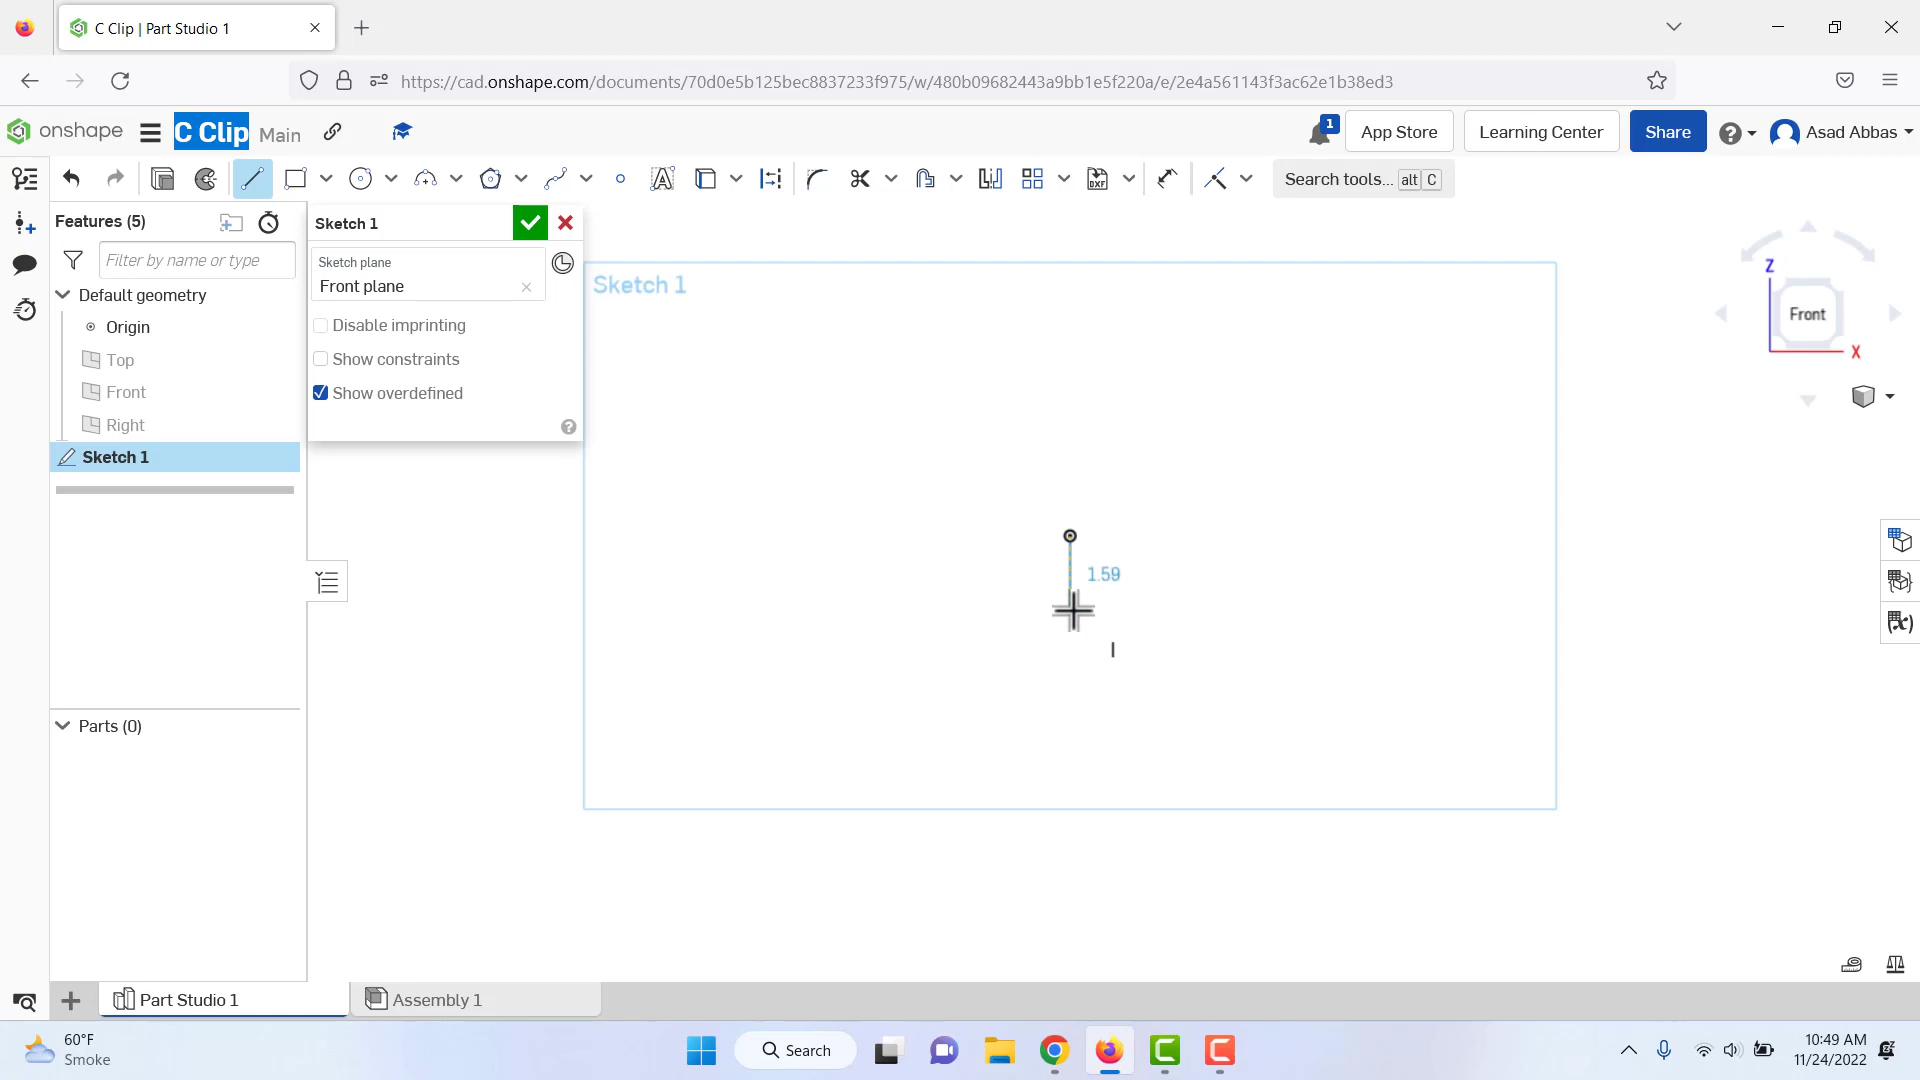 C Clip | Part Studio 1
https://cad.onshape.com/documents/70d0e5b125bec8837233f975/w/480b09682443a9bb1e5f220a/e/2e4a561143f3ac62e1b38ed3
onshape C Clip Main 1 App Store Learning Center Share ? Asad Abbas
DXF Search tools... alt C
Features (5)
Filter by name or type
Default geometry
Origin
Top
Front
Right
Sketch 1
Parts (0)
Sketch 1
Sketch plane
Front plane
Disable imprinting
Show constraints
Show overdefined
?
Sketch 1
1.59
Z
Front
X
(x)
Part Studio 1
Assembly 1
60°F
Smoke
Search
10:49 AM
11/24/2022